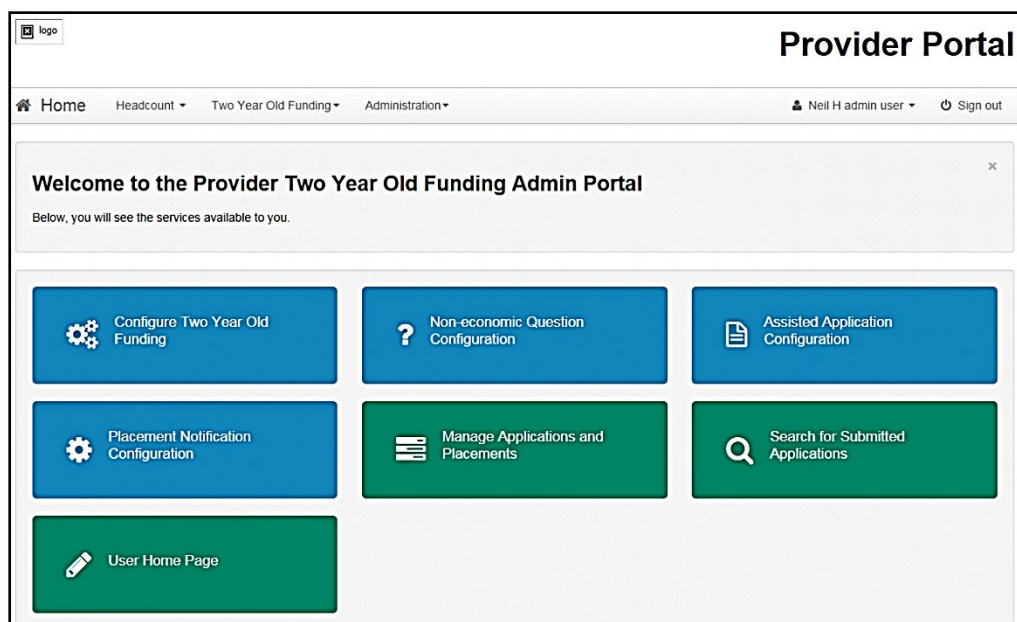 logo
Provider Portal
Home Headcount Two Year Old Funding Administration Neil H admin user Sign out
×
Welcome to the Provider Two Year Old Funding Admin Portal
Below, you will see the services available to you.
Configure Two Year Old
Funding
Non-economic Question
Configuration
Assisted Application
Configuration
Placement Notification
Configuration
Manage Applications and
Placements
Search for Submitted
Applications
User Home Page